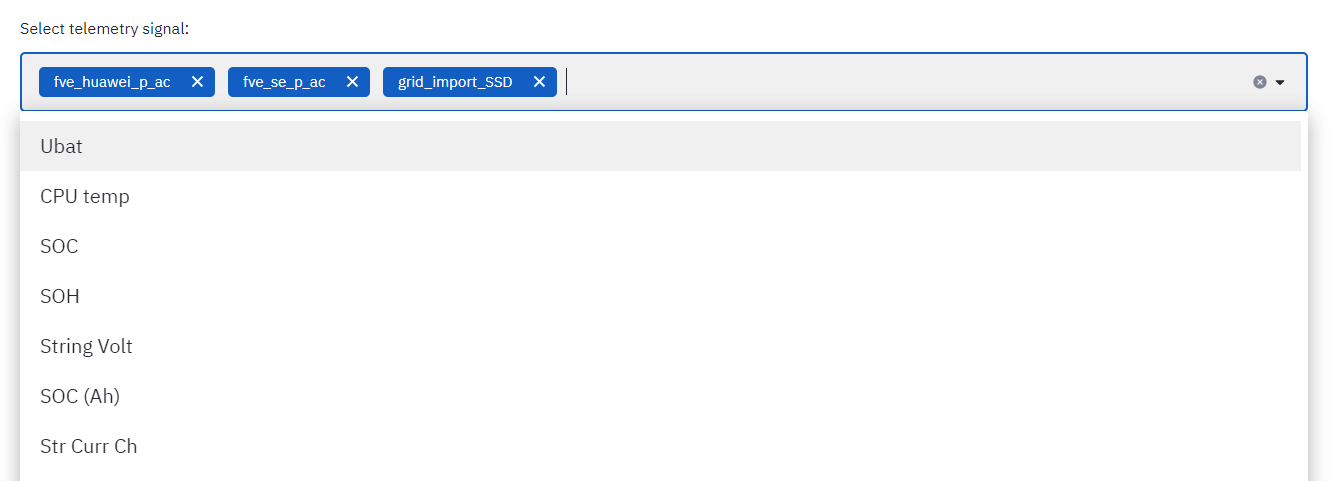 Select telemetry signal:
fve_huawei_p_ac fve_se_p_ac grid_import_SSD
Ubat
CPU temp
SOC
SOH
String Volt
SOC (Ah)
Str Curr Ch